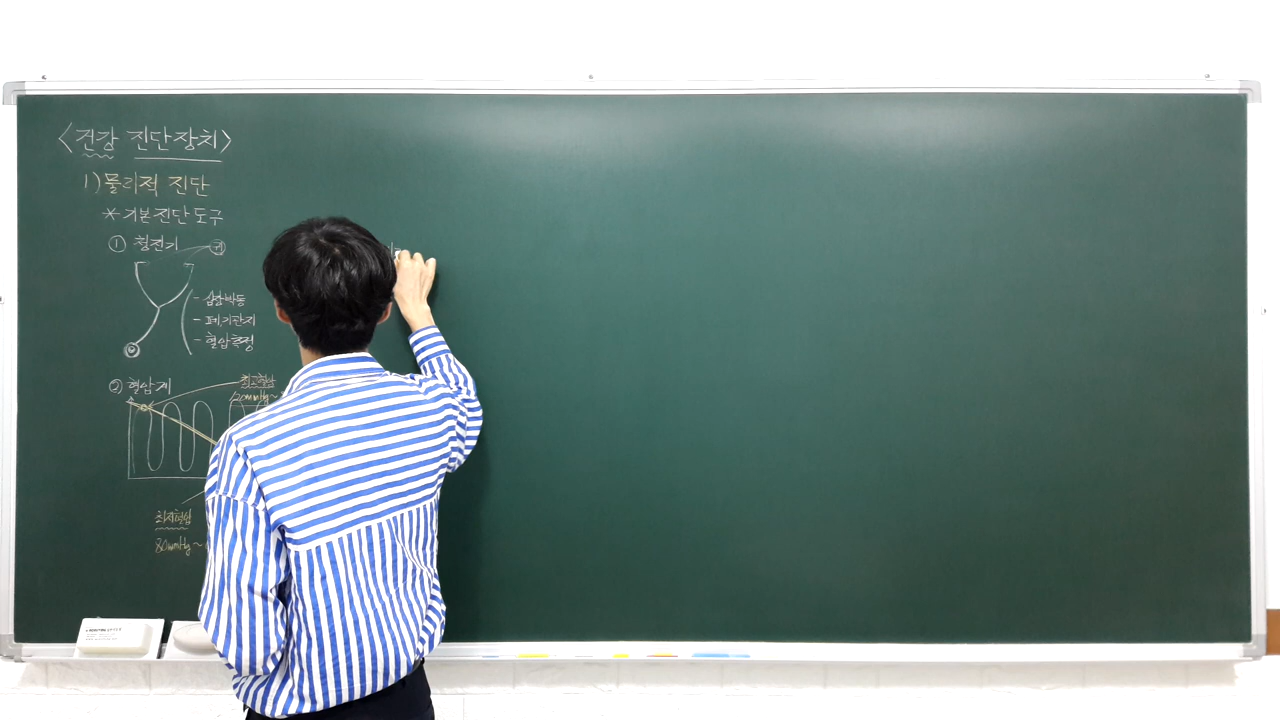 <건강 진단장치>
1) 물리적 진단
* 기본진단도구
① 청진기 귀
- 심장박동
- 폐, 기관지
- 혈압측정
② 혈압계
최고혈압
120mmHg~
최저혈압
80mmHg~